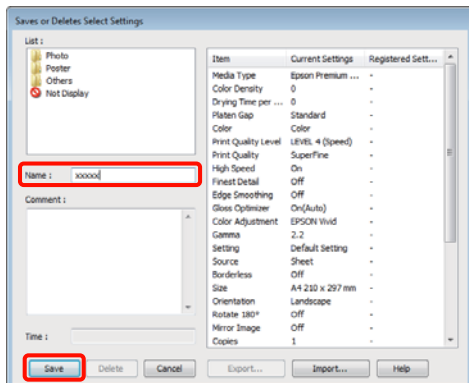 Saves or Deletes Select Settings
List :
Photo
Poster
Others
Not Display
Name : xxxxxx
Comment :
Time :
Item Current Settings Registered Sett...
Media Type Epson Premium ... -
Color Density 0 -
Drying Time per ... 0 -
Platen Gap Standard -
Color Color -
Print Quality Level LEVEL 4 (Speed) -
Print Quality SuperFine -
High Speed On -
Finest Detail Off -
Edge Smoothing Off -
Gloss Optimizer On(Auto) -
Color Adjustment EPSON Vivid -
Gamma 2.2 -
Setting Default Setting -
Source Sheet -
Borderless Off -
Size A4 210 x 297 mm -
Orientation Landscape -
Rotate 180° Off -
Mirror Image Off -
Copies 1 -
Save Delete Cancel Export... Import... Help